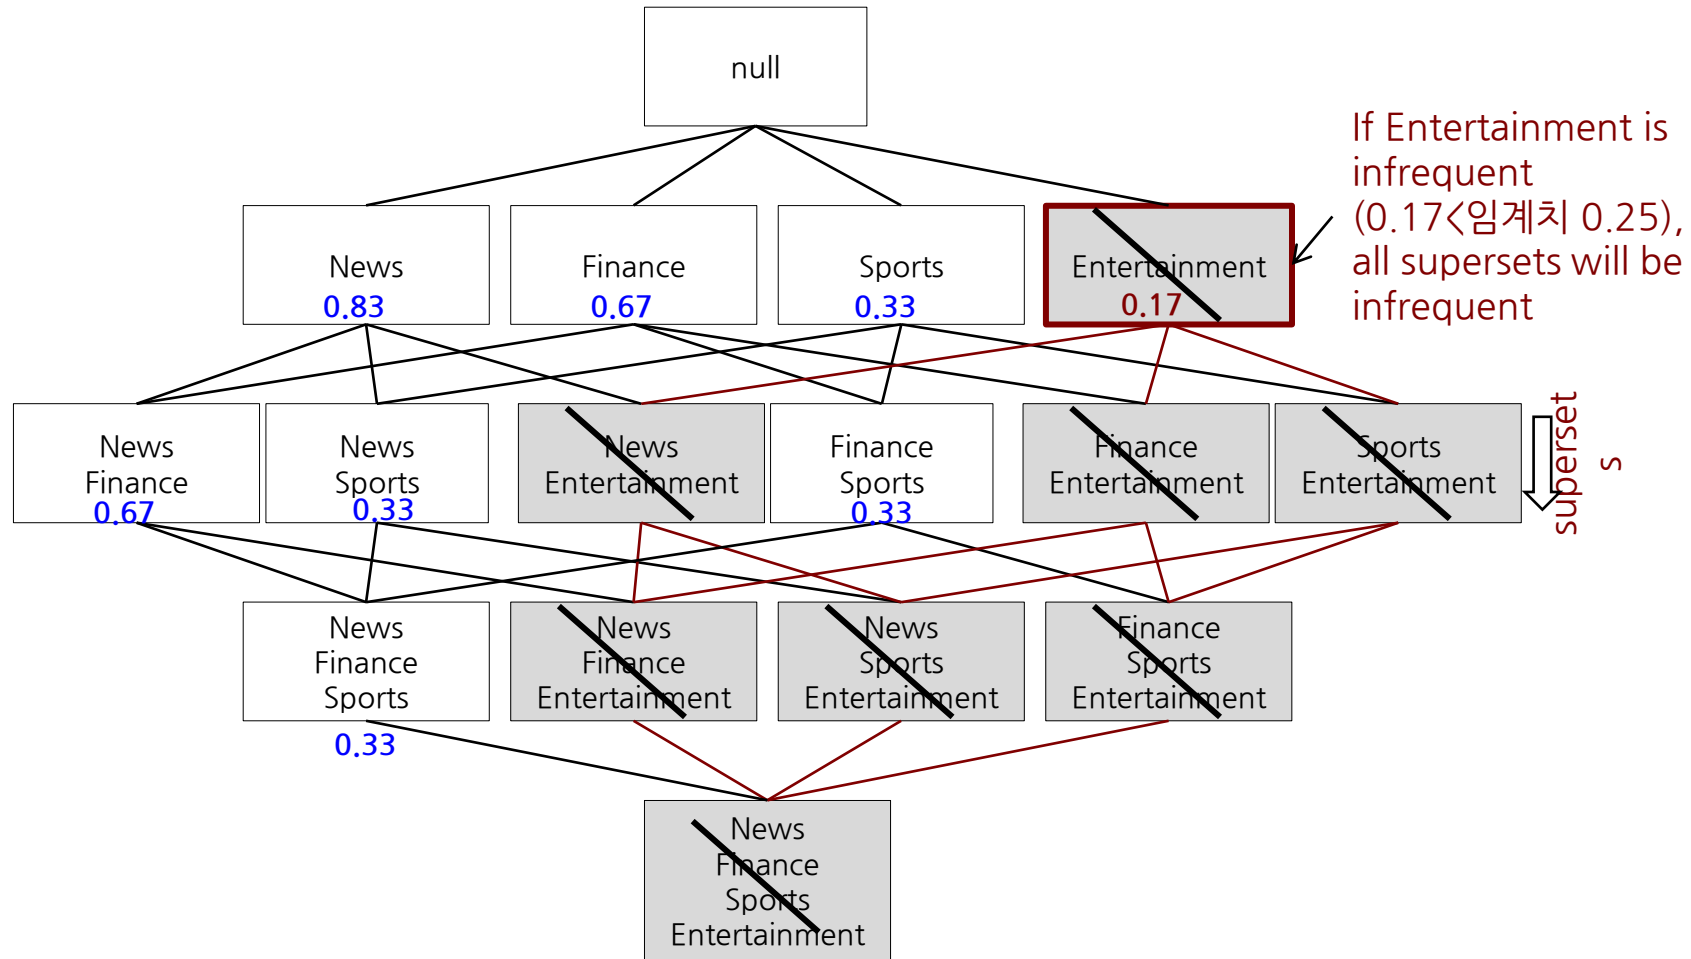 null
If Entertainment is
infrequent
(0.17<임계치 0.25),
all supersets will be
infrequent
News
0.83
Finance
0.67
Sports
0.33
Entertainment
0.17
News
Finance
0.67
News
Sports
0.33
News
Entertainment
Finance
Sports
0.33
Finance
Entertainment
Sports
Entertainment
superset
s
News
Finance
Sports
0.33
News
Finance
Entertainment
News
Sports
Entertainment
Finance
Sports
Entertainment
News
Finance
Sports
Entertainment